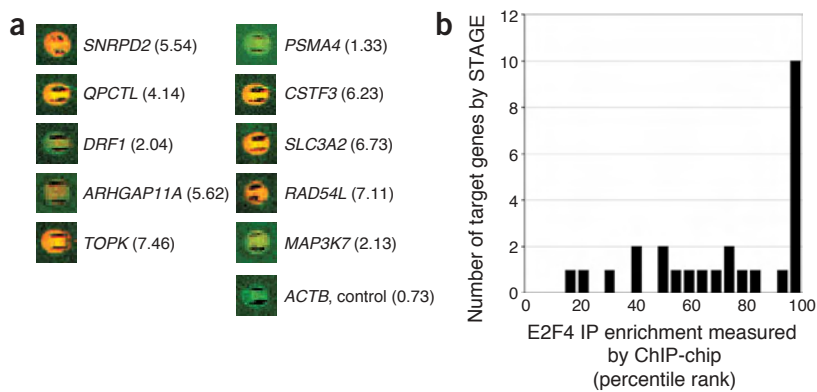 a
SNRPD2 (5.54)
QPCTL (4.14)
DRF1 (2.04)
ARHGAP11A (5.62)
TOPK (7.46)
PSMA4 (1.33)
CSTF3 (6.23)
SLC3A2 (6.73)
RAD54L (7.11)
MAP3K7 (2.13)
ACTB, control (0.73)
b
Number of target genes by STAGE
12
10
8
6
4
2
0
0 20 40 60 80 100
E2F4 IP enrichment measured
by ChIP-chip
(percentile rank)